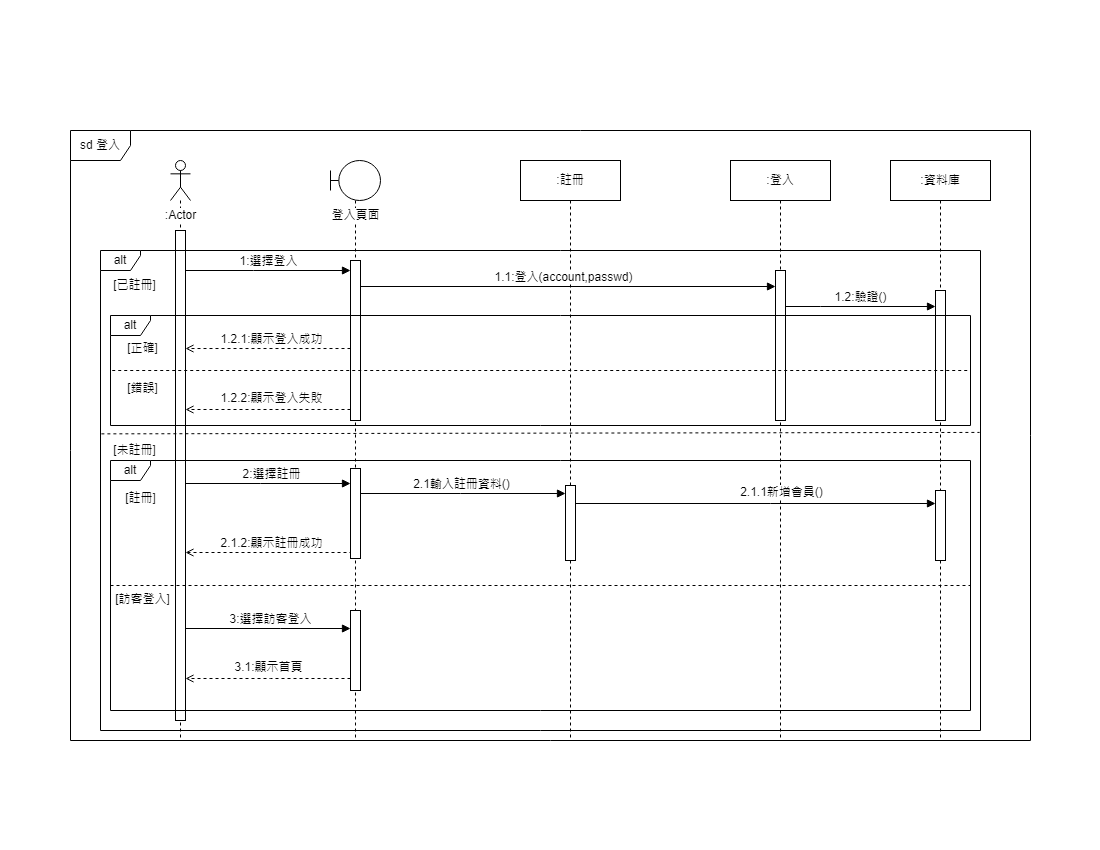 sd 登入
:Actor
登入頁面
:註冊
:登入
:資料庫
alt
1:選擇登入
[已註冊]
1.1:登入(account,passwd)
1.2:驗證()
alt
[正確]
1.2.1:顯示登入成功
[錯誤]
1.2.2:顯示登入失敗
[未註冊]
alt
2:選擇註冊
[註冊]
2.1輸入註冊資料()
2.1.1新增會員()
2.1.2:顯示註冊成功
[訪客登入]
3:選擇訪客登入
3.1:顯示首頁